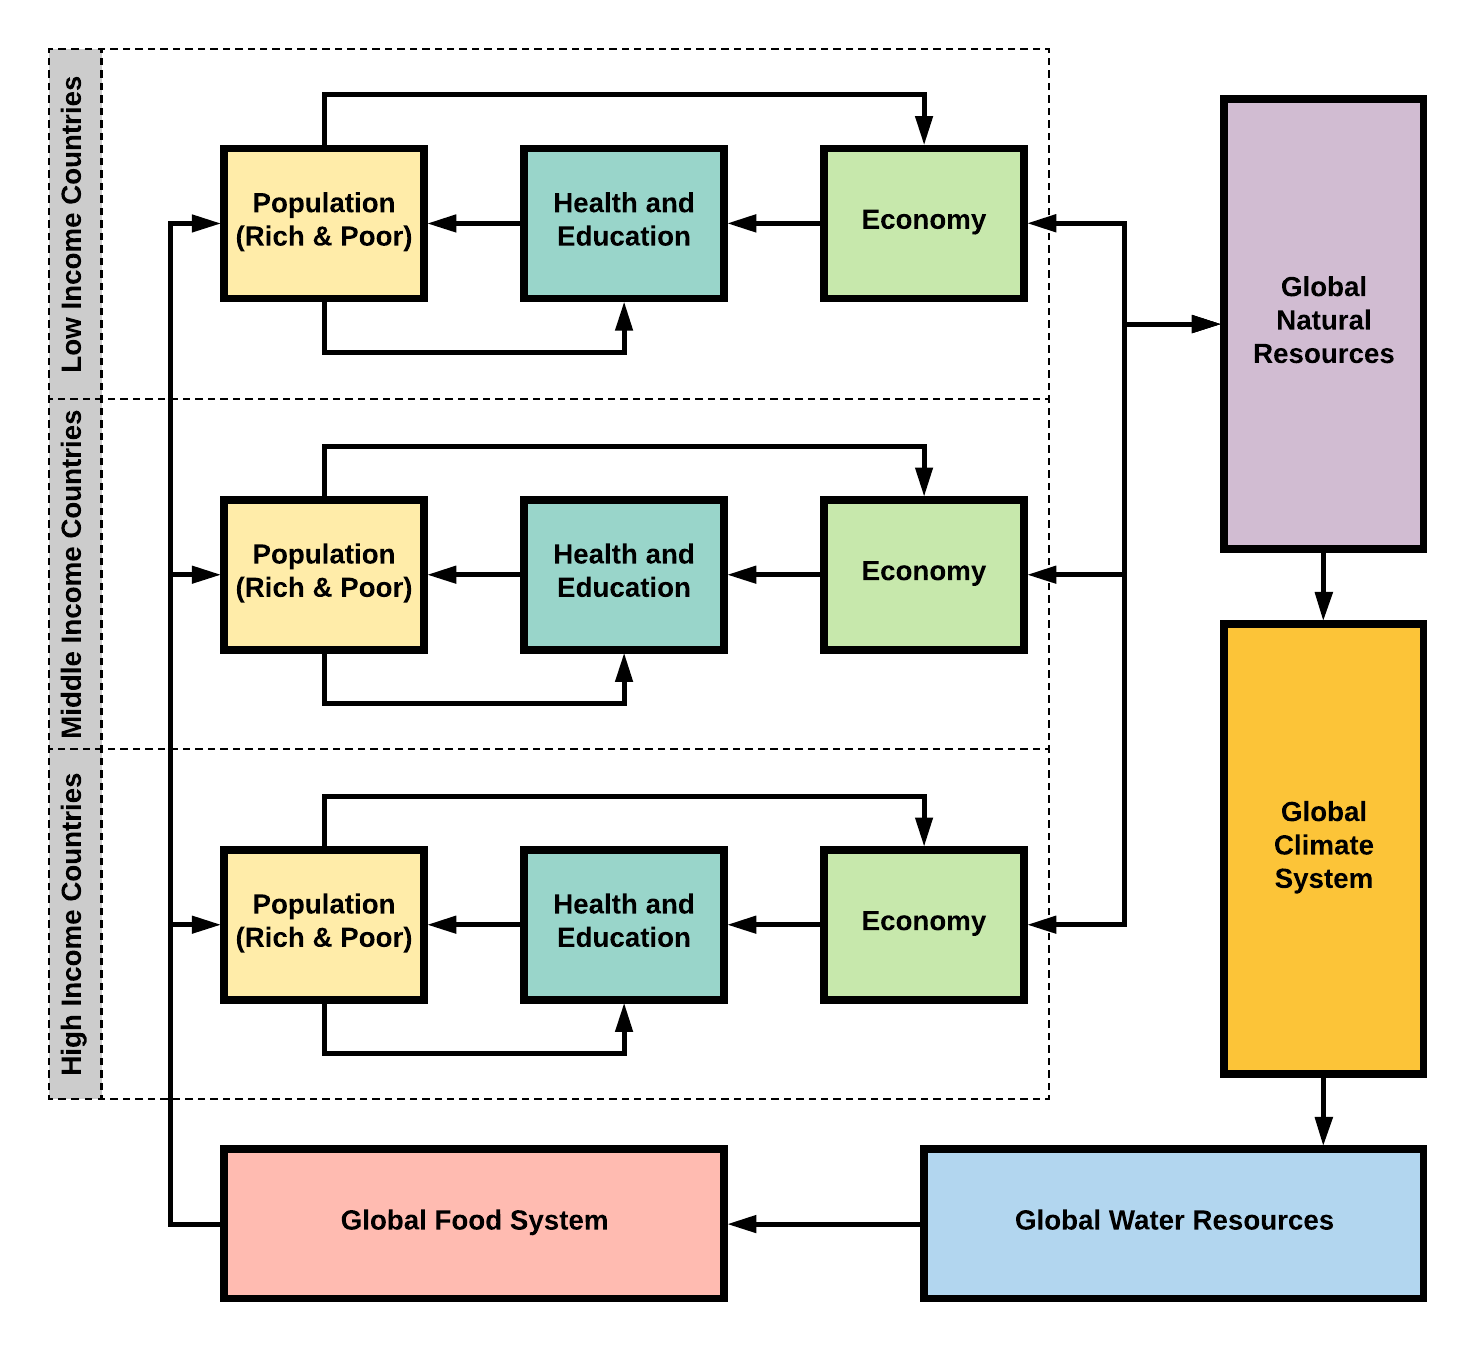 Low Income Countries
Population
(Rich & Poor)
Health and
Education
Economy
Global
Natural
Resources
Middle Income Countries
Population
(Rich & Poor)
Health and
Education
Economy
High Income Countries
Population
(Rich & Poor)
Health and
Education
Economy
Global
Climate
System
Global Food System
Global Water Resources